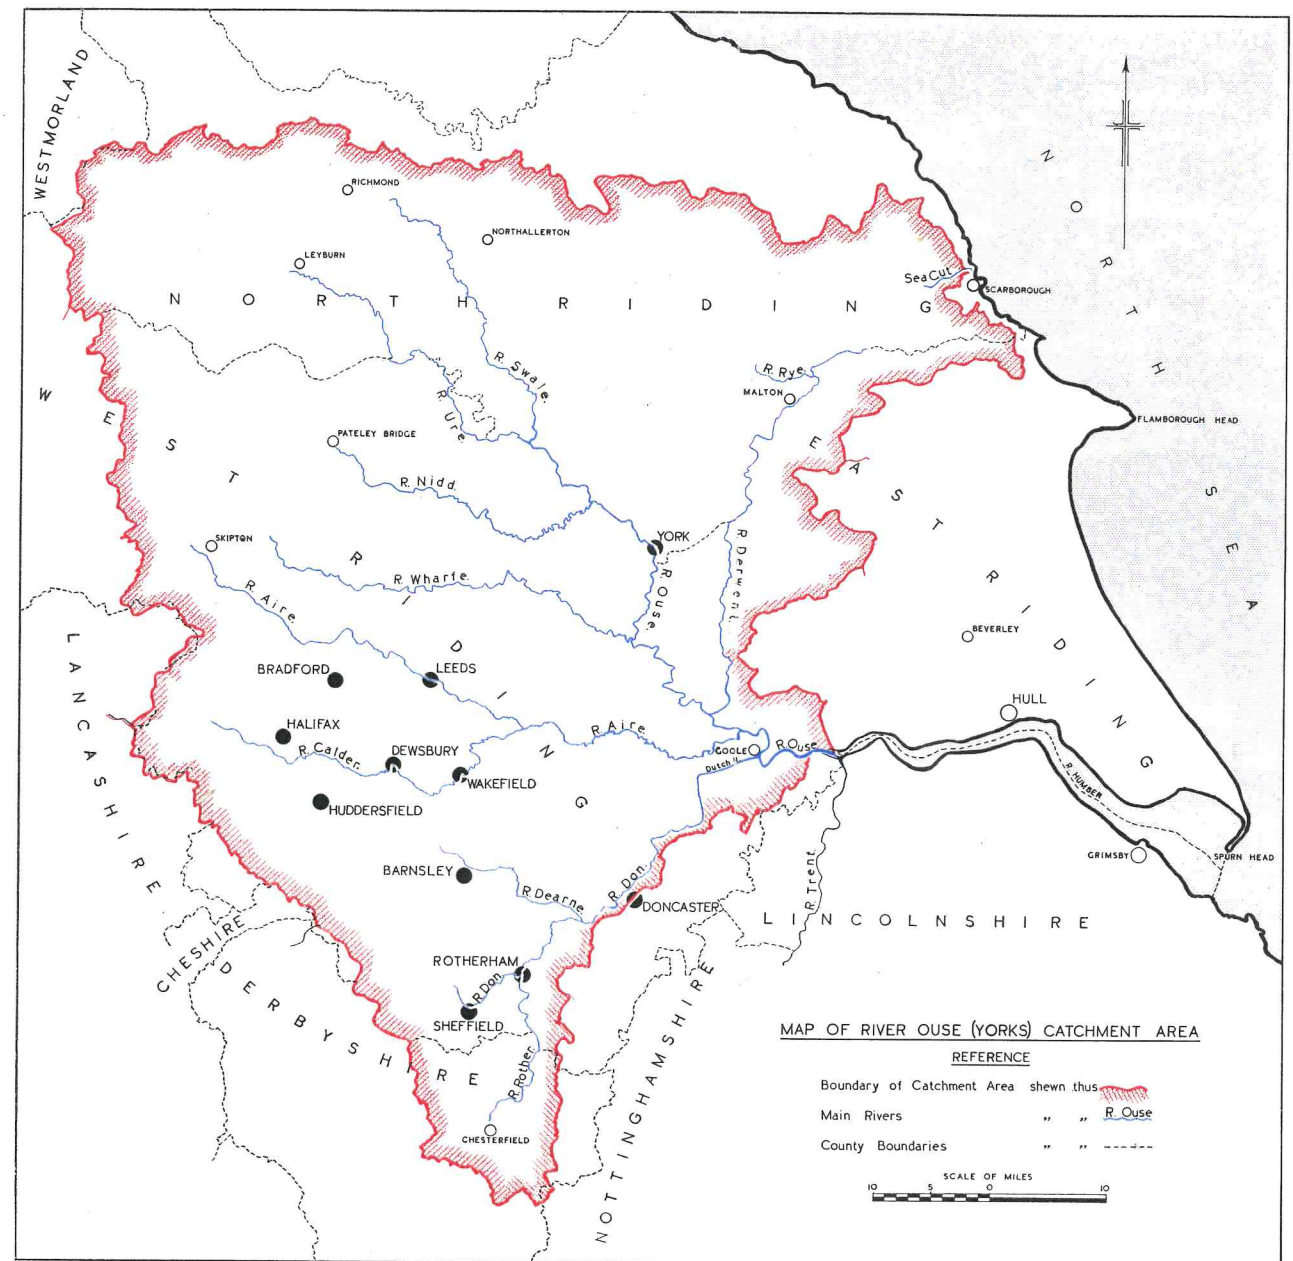 WESTMORLAND
NORTH SEA
RICHMOND
NORTHALLERTON
LEYBURN
Sea Cut
SCARBOROUGH
NORTH RIDING
R. Swale.
R. Rye.
MALTON
R. Ure.
FLAMBOROUGH HEAD
WEST RIDING
PATELEY BRIDGE
EAST RIDING
R. Nidd.
SKIPTON
YORK
R. Wharfe.
R. Ouse.
R. Derwent.
R. Aire.
BEVERLEY
LANCASHIRE
BRADFORD
LEEDS
HULL
HALIFAX
R. Aire.
R. Calder.
DEWSBURY
GOOLE
R. Ouse
Dutch R.
WAKEFIELD
R. HUMBER
HUDDERSFIELD
GRIMSBY
SPURN HEAD
BARNSLEY
R. Dearne
R. Don.
DONCASTER
R. Trent.
LINCOLNSHIRE
CHESHIRE
DERBYSHIRE
ROTHERHAM
R. Don.
SHEFFIELD
NOTTINGHAMSHIRE
R. Rother.
CHESTERFIELD
MAP OF RIVER OUSE (YORKS) CATCHMENT AREA
REFERENCE
Boundary of Catchment Area shewn thus
Main Rivers " " R. Ouse
County Boundaries " "
SCALE OF MILES
10 5 0 10